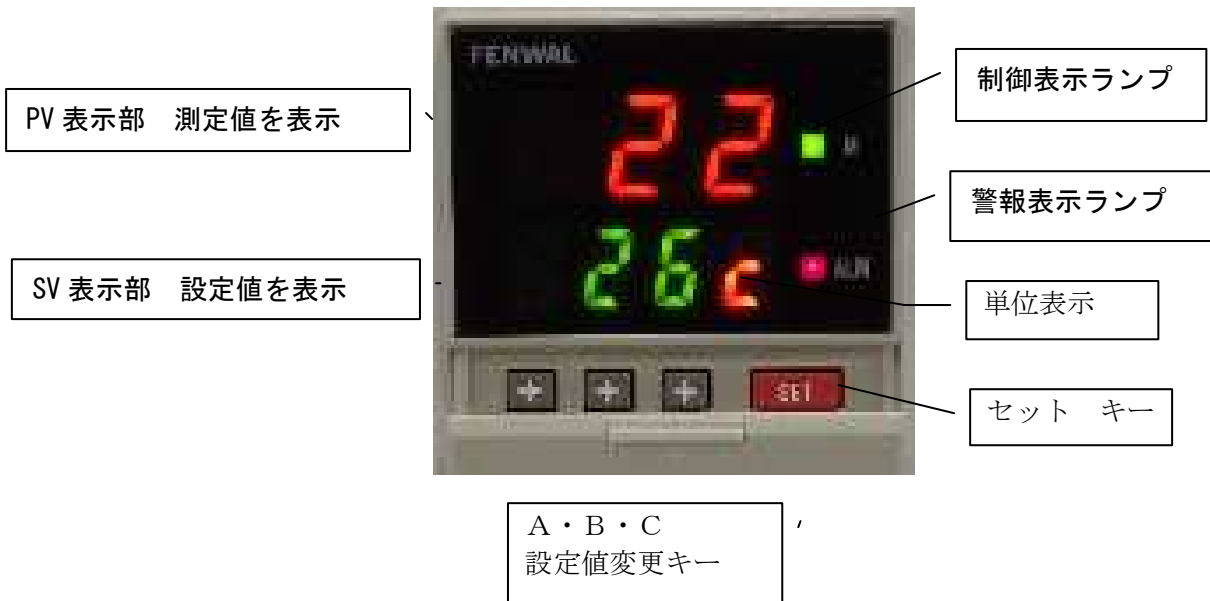 FENWAL
制御表示ランプ
PV 表示部　測定値を表示
22
警報表示ランプ
SV 表示部　設定値を表示
26c
ALM
単位表示
SET
セット　キー
A・B・C
設定値変更キー